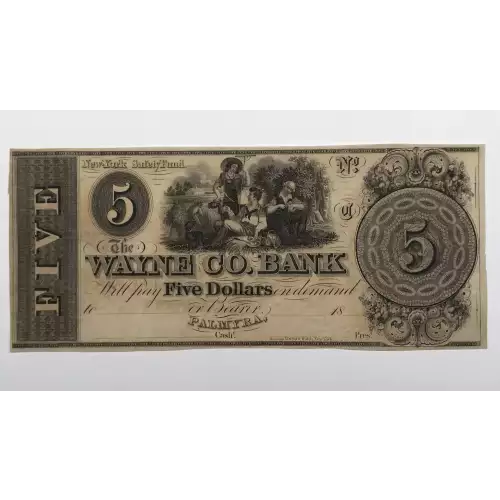 FIVE
New-York Safety Fund.
No.
5
of
The
WAYNE CO. BANK
5
Will pay Five Dollars on demand
to or bearer 18
PALMYRA,
Cash.r Pres.t